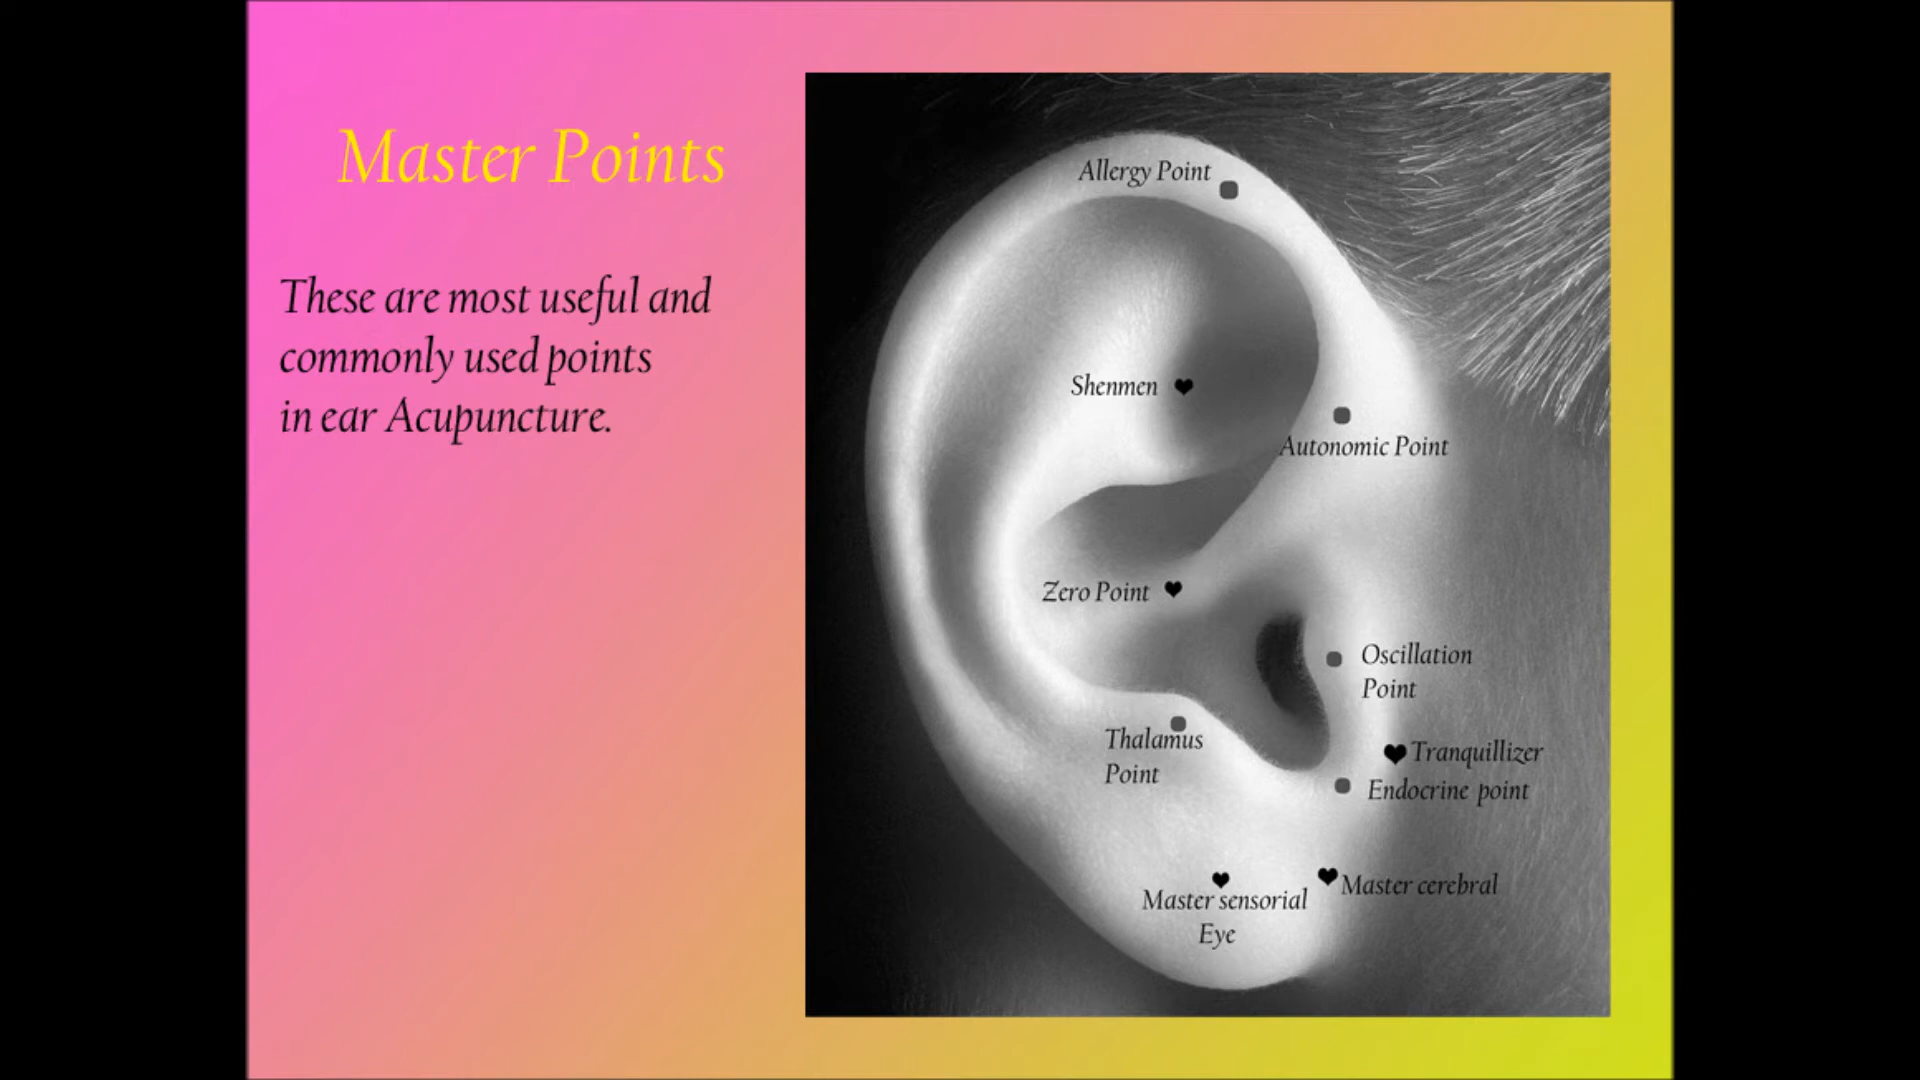 Master Points
These are most useful and
commonly used points
in ear Acupuncture.
Allergy Point
Shenmen
Autonomic Point
Zero Point
Oscillation
Point
Thalamus
Point
Tranquillizer
Endocrine point
Master cerebral
Master sensorial
Eye